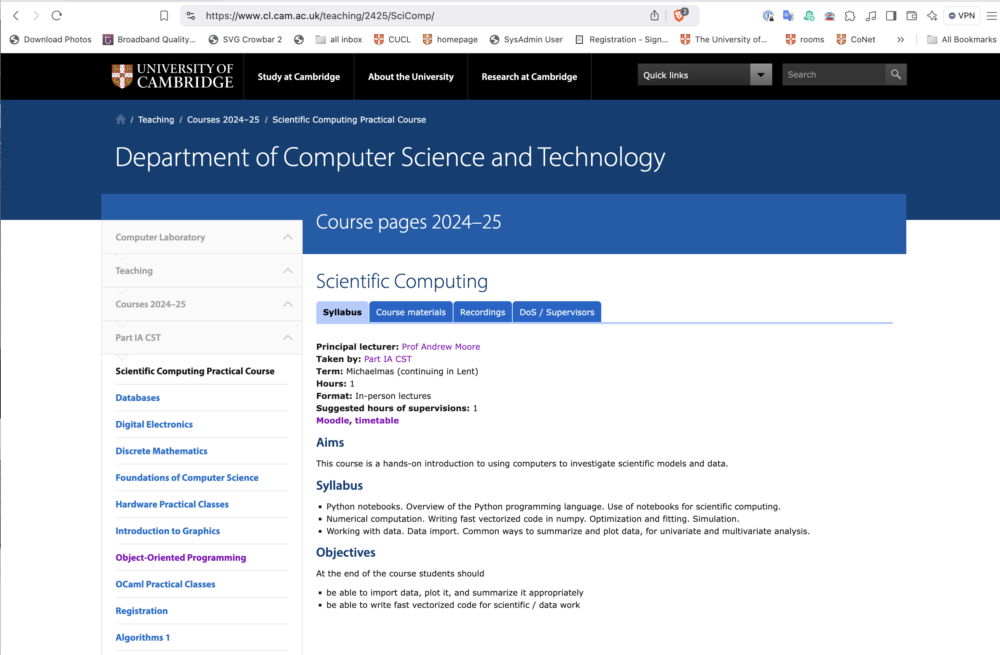 https://www.cl.cam.ac.uk/teaching/2425/SciComp/
2
VPN
Download Photos
Broadband Quality...
SVG Crowbar 2
all inbox
CUCL
homepage
SysAdmin User
Registration - Sign...
The University of...
rooms
CoNet
»
All Bookmarks
UNIVERSITY OF
CAMBRIDGE
Study at Cambridge
About the University
Research at Cambridge
Quick links
Search
/ Teaching / Courses 2024–25 / Scientific Computing Practical Course
Department of Computer Science and Technology
Course pages 2024–25
Computer Laboratory
Teaching
Courses 2024–25
Part IA CST
Scientific Computing Practical Course
Databases
Digital Electronics
Discrete Mathematics
Foundations of Computer Science
Hardware Practical Classes
Introduction to Graphics
Object-Oriented Programming
OCaml Practical Classes
Registration
Algorithms 1
Scientific Computing
Syllabus
Course materials
Recordings
DoS / Supervisors
Principal lecturer: Prof Andrew Moore
Taken by: Part IA CST
Term: Michaelmas (continuing in Lent)
Hours: 1
Format: In-person lectures
Suggested hours of supervisions: 1
Moodle, timetable
Aims
This course is a hands-on introduction to using computers to investigate scientific models and data.
Syllabus
▪ Python notebooks. Overview of the Python programming language. Use of notebooks for scientific computing.
▪ Numerical computation. Writing fast vectorized code in numpy. Optimization and fitting. Simulation.
▪ Working with data. Data import. Common ways to summarize and plot data, for univariate and multivariate analysis.
Objectives
At the end of the course students should
▪ be able to import data, plot it, and summarize it appropriately
▪ be able to write fast vectorized code for scientific / data work